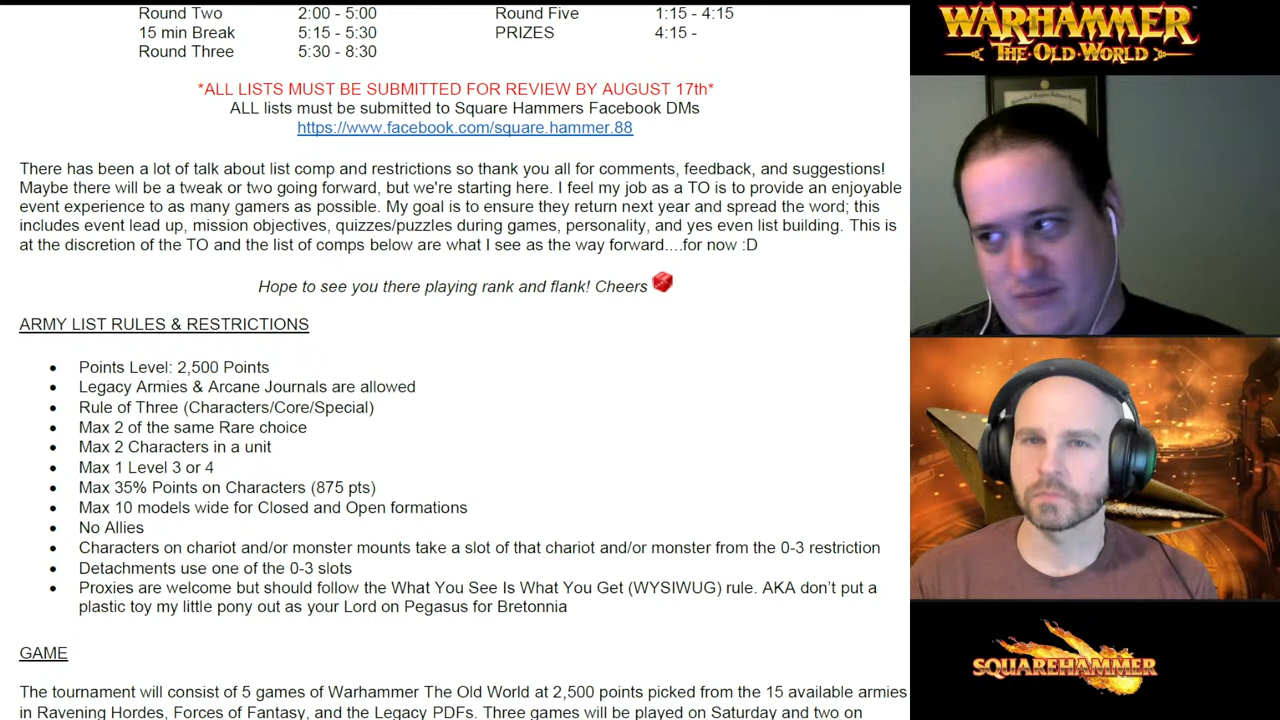 Round Two 2:00 - 5:00 Round Five 1:15 - 4:15
15 min Break 5:15 - 5:30 PRIZES 4:15 -
Round Three 5:30 - 8:30
*ALL LISTS MUST BE SUBMITTED FOR REVIEW BY AUGUST 17th*
ALL lists must be submitted to Square Hammers Facebook DMs
https://www.facebook.com/square.hammer.88
There has been a lot of talk about list comp and restrictions so thank you all for comments, feedback, and suggestions!
Maybe there will be a tweak or two going forward, but we're starting here. I feel my job as a TO is to provide an enjoyable
event experience to as many gamers as possible. My goal is to ensure they return next year and spread the word; this
includes event lead up, mission objectives, quizzes/puzzles during games, personality, and yes even list building. This is
at the discretion of the TO and the list of comps below are what I see as the way forward....for now :D
Hope to see you there playing rank and flank! Cheers
ARMY LIST RULES & RESTRICTIONS
• Points Level: 2,500 Points
• Legacy Armies & Arcane Journals are allowed
• Rule of Three (Characters/Core/Special)
• Max 2 of the same Rare choice
• Max 2 Characters in a unit
• Max 1 Level 3 or 4
• Max 35% Points on Characters (875 pts)
• Max 10 models wide for Closed and Open formations
• No Allies
• Characters on chariot and/or monster mounts take a slot of that chariot and/or monster from the 0-3 restriction
• Detachments use one of the 0-3 slots
• Proxies are welcome but should follow the What You See Is What You Get (WYSIWUG) rule. AKA don't put a
plastic toy my little pony out as your Lord on Pegasus for Bretonnia
GAME
The tournament will consist of 5 games of Warhammer The Old World at 2,500 points picked from the 15 available armies
in Ravening Hordes, Forces of Fantasy, and the Legacy PDFs. Three games will be played on Saturday and two on
WARHAMMER
THE OLD WORLD
SQUAREHAMMER